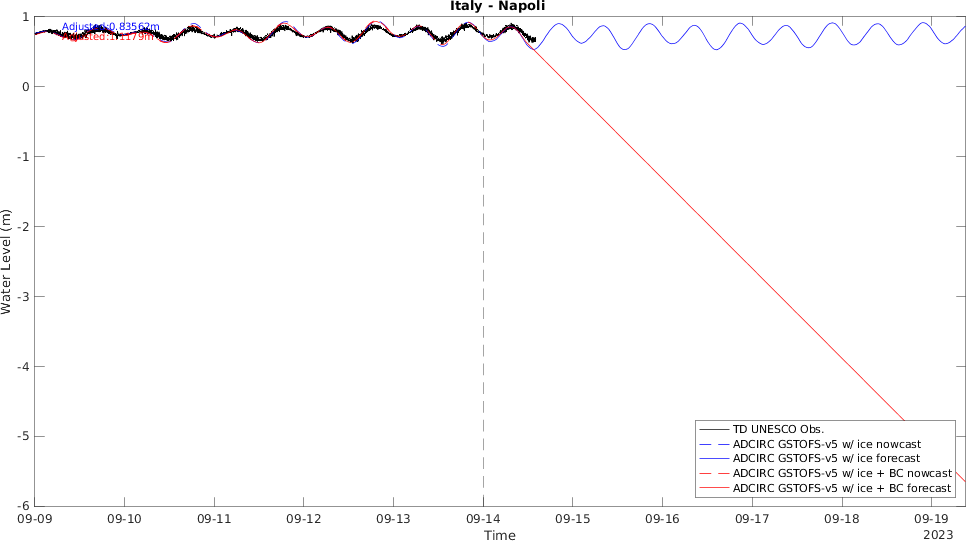 Italy - Napoli
Adjusted:0.83562m
Adjusted:1.1179m
Water Level (m)
1
0
-1
-2
-3
-4
-5
-6
09-09
09-10
09-11
09-12
09-13
09-14
09-15
09-16
09-17
09-18
09-19
Time
2023
TD UNESCO Obs.
ADCIRC GSTOFS-v5 w/ ice nowcast
ADCIRC GSTOFS-v5 w/ ice forecast
ADCIRC GSTOFS-v5 w/ ice + BC nowcast
ADCIRC GSTOFS-v5 w/ ice + BC forecast